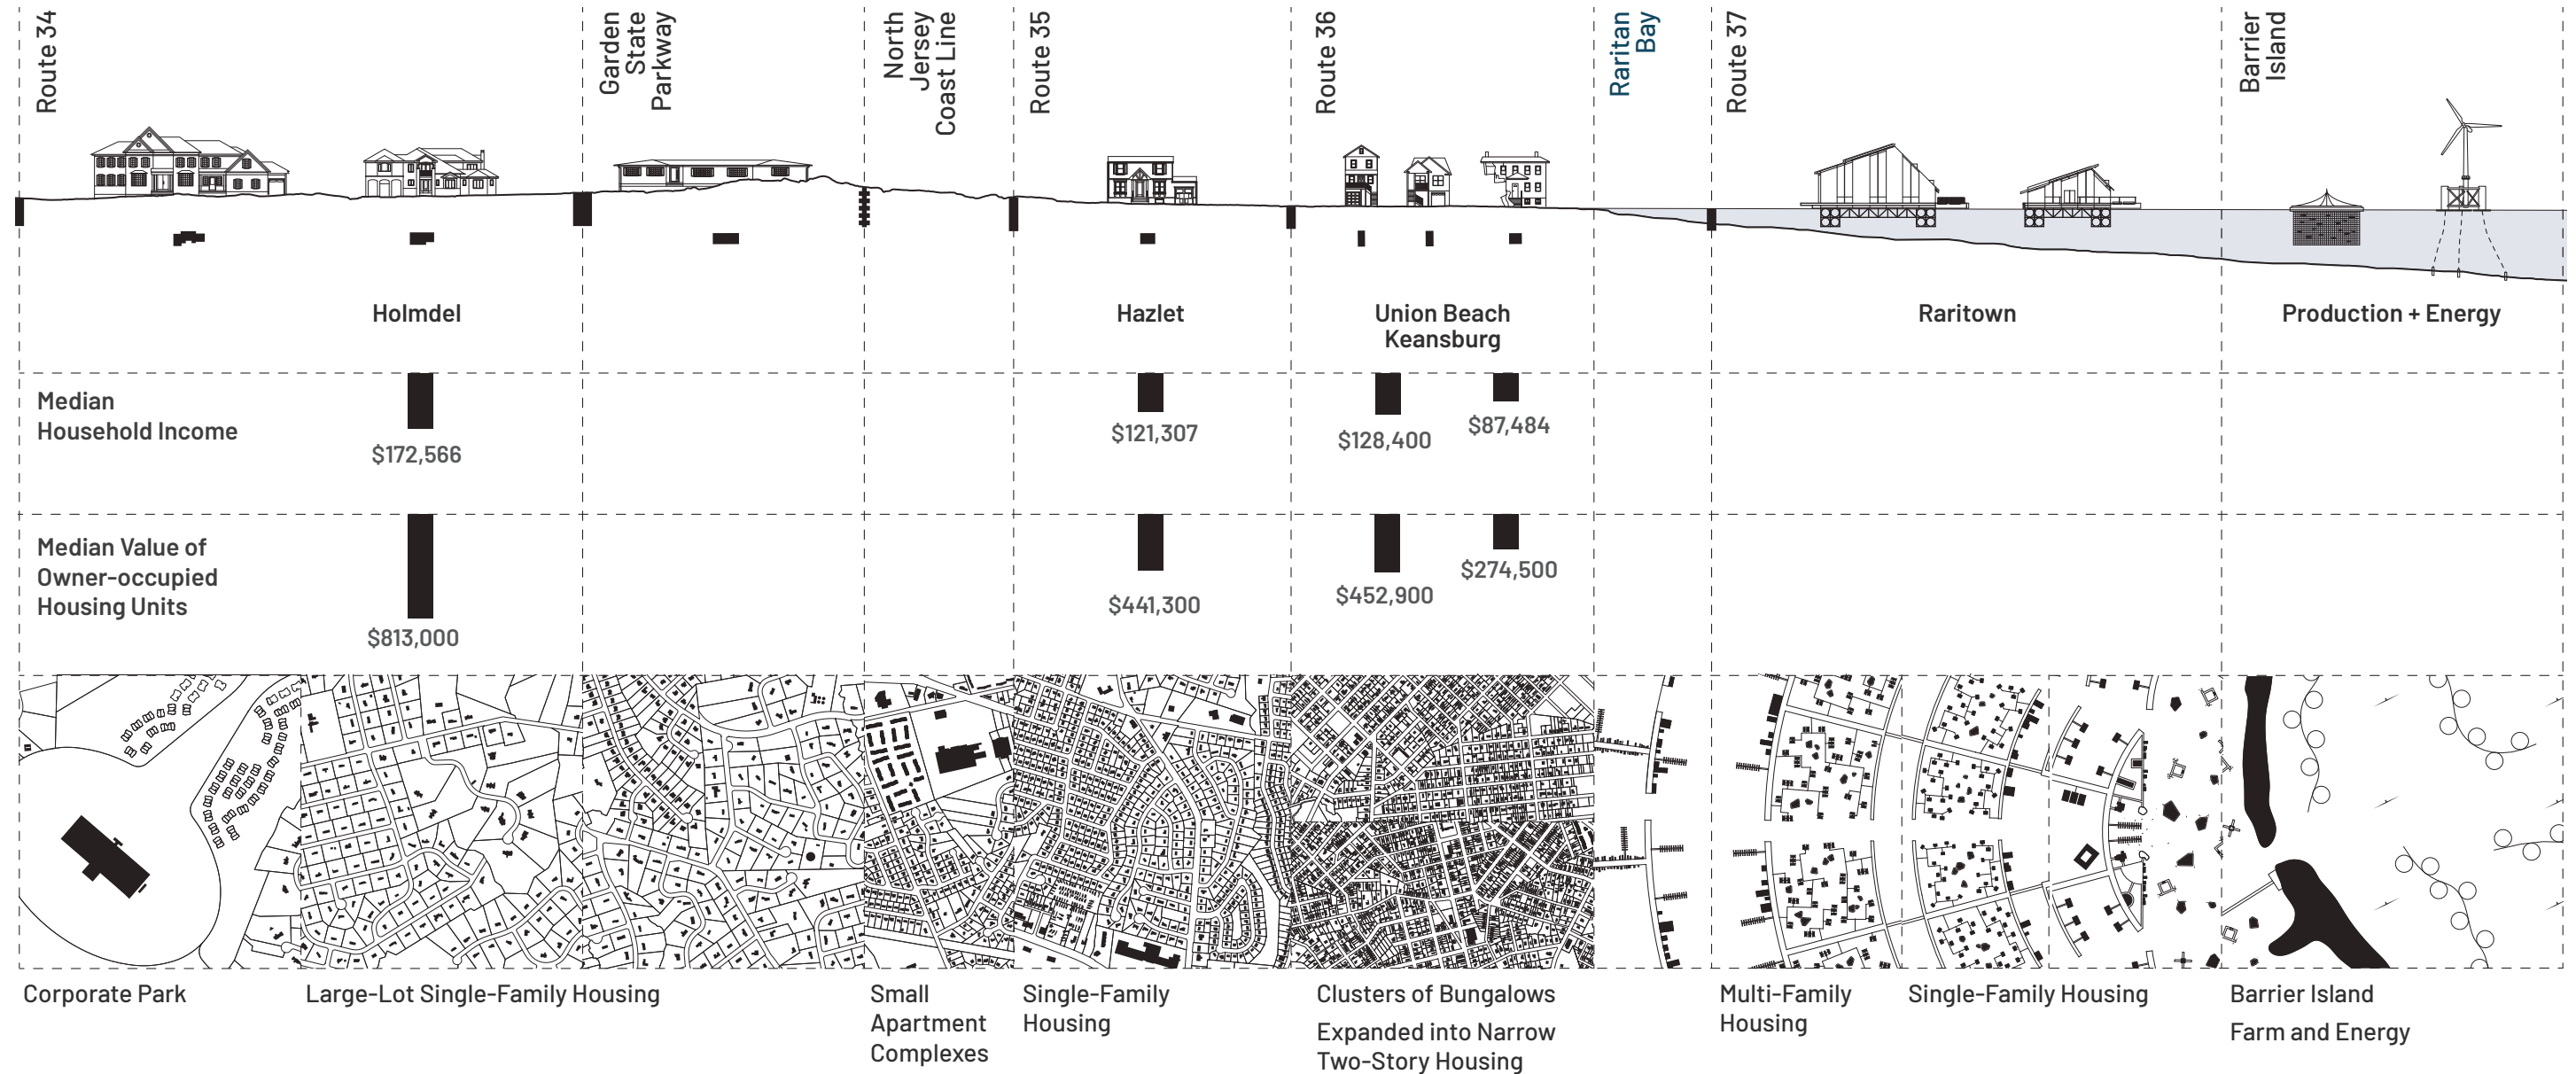 Route 34
Garden
State
Parkway
North
Jersey
Coast Line
Route 35
Route 36
Raritan
Bay
Route 37
Barrier
Island
Holmdel
Hazlet
Union Beach
Keansburg
Raritown
Production + Energy
Median
Household Income
$172,566
$121,307
$128,400
$87,484
Median Value of
Owner-occupied
Housing Units
$813,000
$441,300
$452,900
$274,500
Corporate Park
Large-Lot Single-Family Housing
Small
Apartment
Complexes
Single-Family
Housing
Clusters of Bungalows
Expanded into Narrow
Two-Story Housing
Multi-Family
Housing
Single-Family Housing
Barrier Island
Farm and Energy